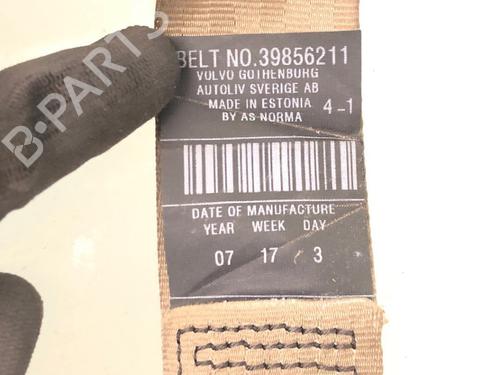 BELT NO.39856211
VOLVO GOTHENBURG
AUTOLIV SVERIGE AB
MADE IN ESTONIA 4-1
BY AS NORMA
DATE OF MANUFACTURE
YEAR WEEK DAY
07 17 3
B-PARTS